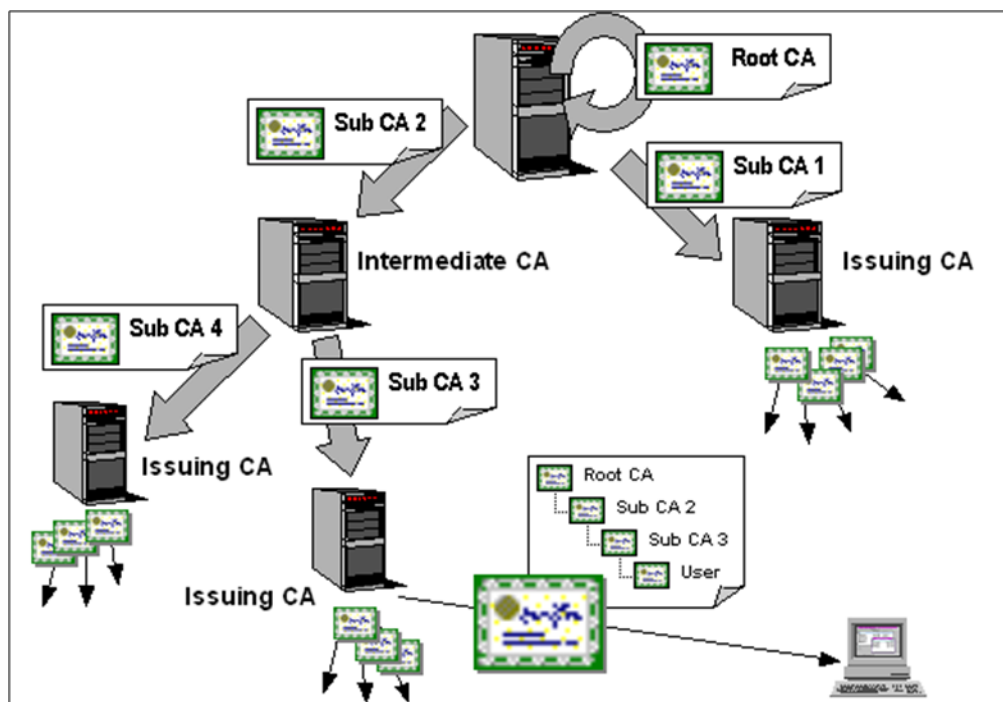 Root CA
Sub CA 2
Sub CA 1
Intermediate CA
Issuing CA
Sub CA 4
Sub CA 3
Issuing CA
Root CA
Sub CA 2
Sub CA 3
User
Issuing CA